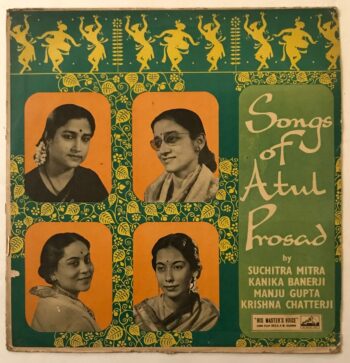 Songs
of
Atul
Prosad
by
SUCHITRA MITRA
KANIKA BANERJI
MANJU GUPTA
KRISHNA CHATTERJI
"HIS MASTER'S VOICE"